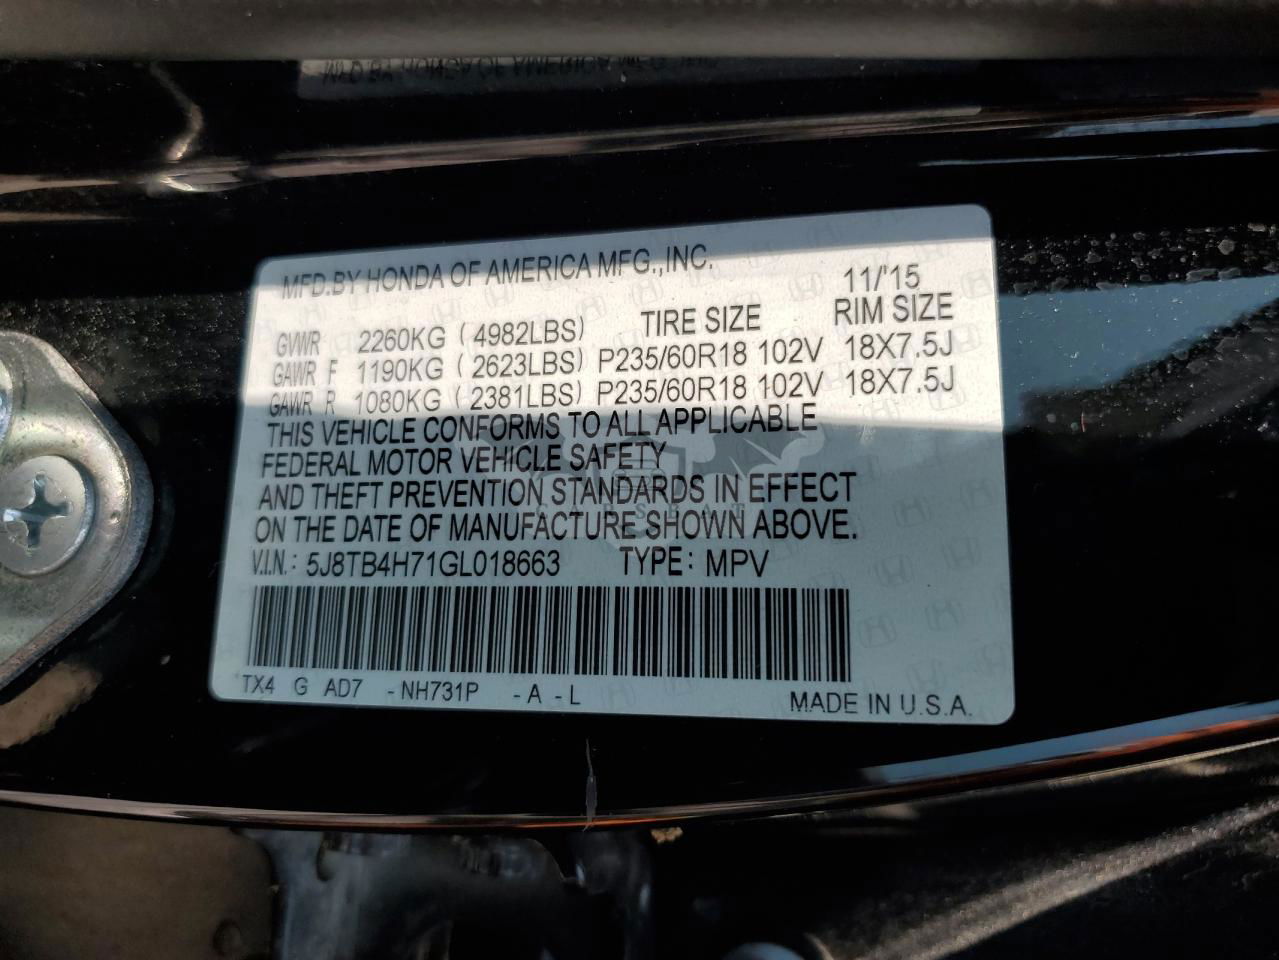 MFD.BY HONDA OF AMERICA MFG.,INC. 11/'15
GVWR 2260KG (4982LBS) TIRE SIZE RIM SIZE
GAWR F 1190KG (2623LBS) P235/60R18 102V 18X7.5J
GAWR R 1080KG (2381LBS) P235/60R18 102V 18X7.5J
THIS VEHICLE CONFORMS TO ALL APPLICABLE
FEDERAL MOTOR VEHICLE SAFETY
AND THEFT PREVENTION STANDARDS IN EFFECT
ON THE DATE OF MANUFACTURE SHOWN ABOVE.
V.I.N.: 5J8TB4H71GL018663 TYPE: MPV
TX4 G AD7 -NH731P -A -L MADE IN U.S.A.